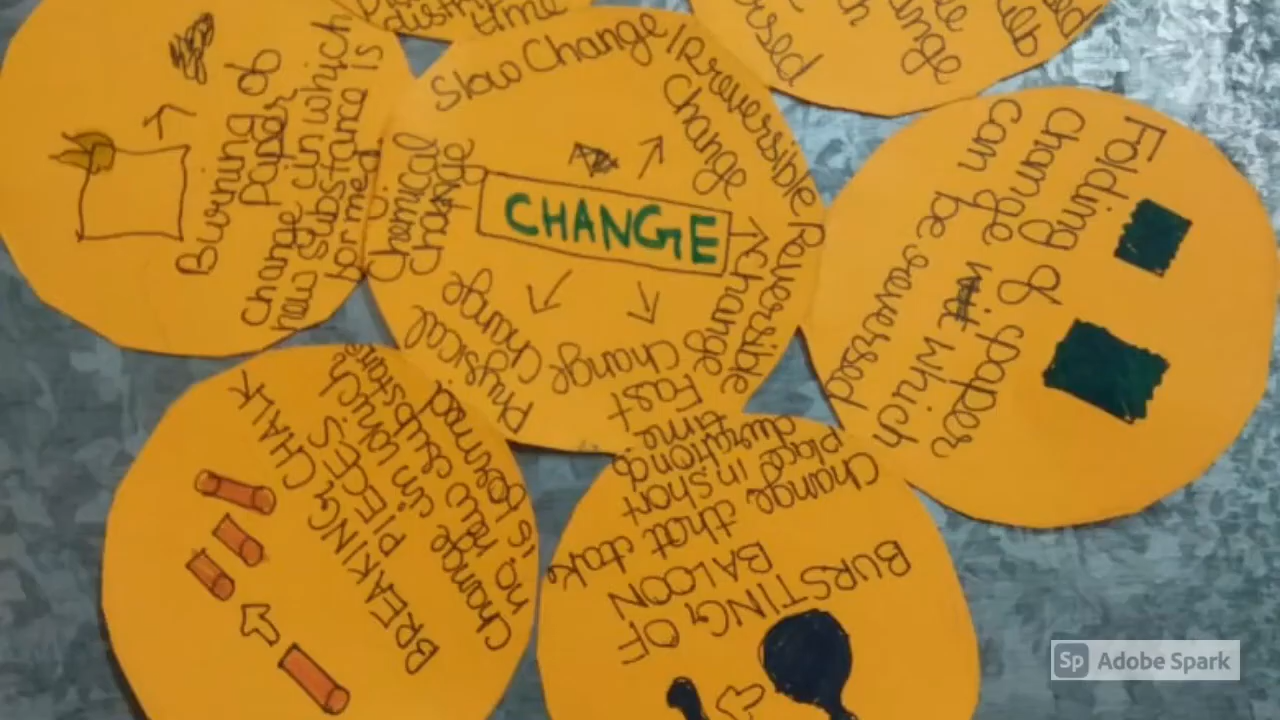 CHANGE
Slow Change
Irreversible
Change
Reversible
Change
Fast
Change
Physical
Change
Chemical
Change
Burning of
paper
change in which
new substance is
formed
time
change
Folding of paper
Change which
can be reversed
Change that take
place in short
duration of
time.
BURSTING
OF
BALOON
BREAKING CHALK
PIECES
change in which
no new substance
is formed
Adobe Spark